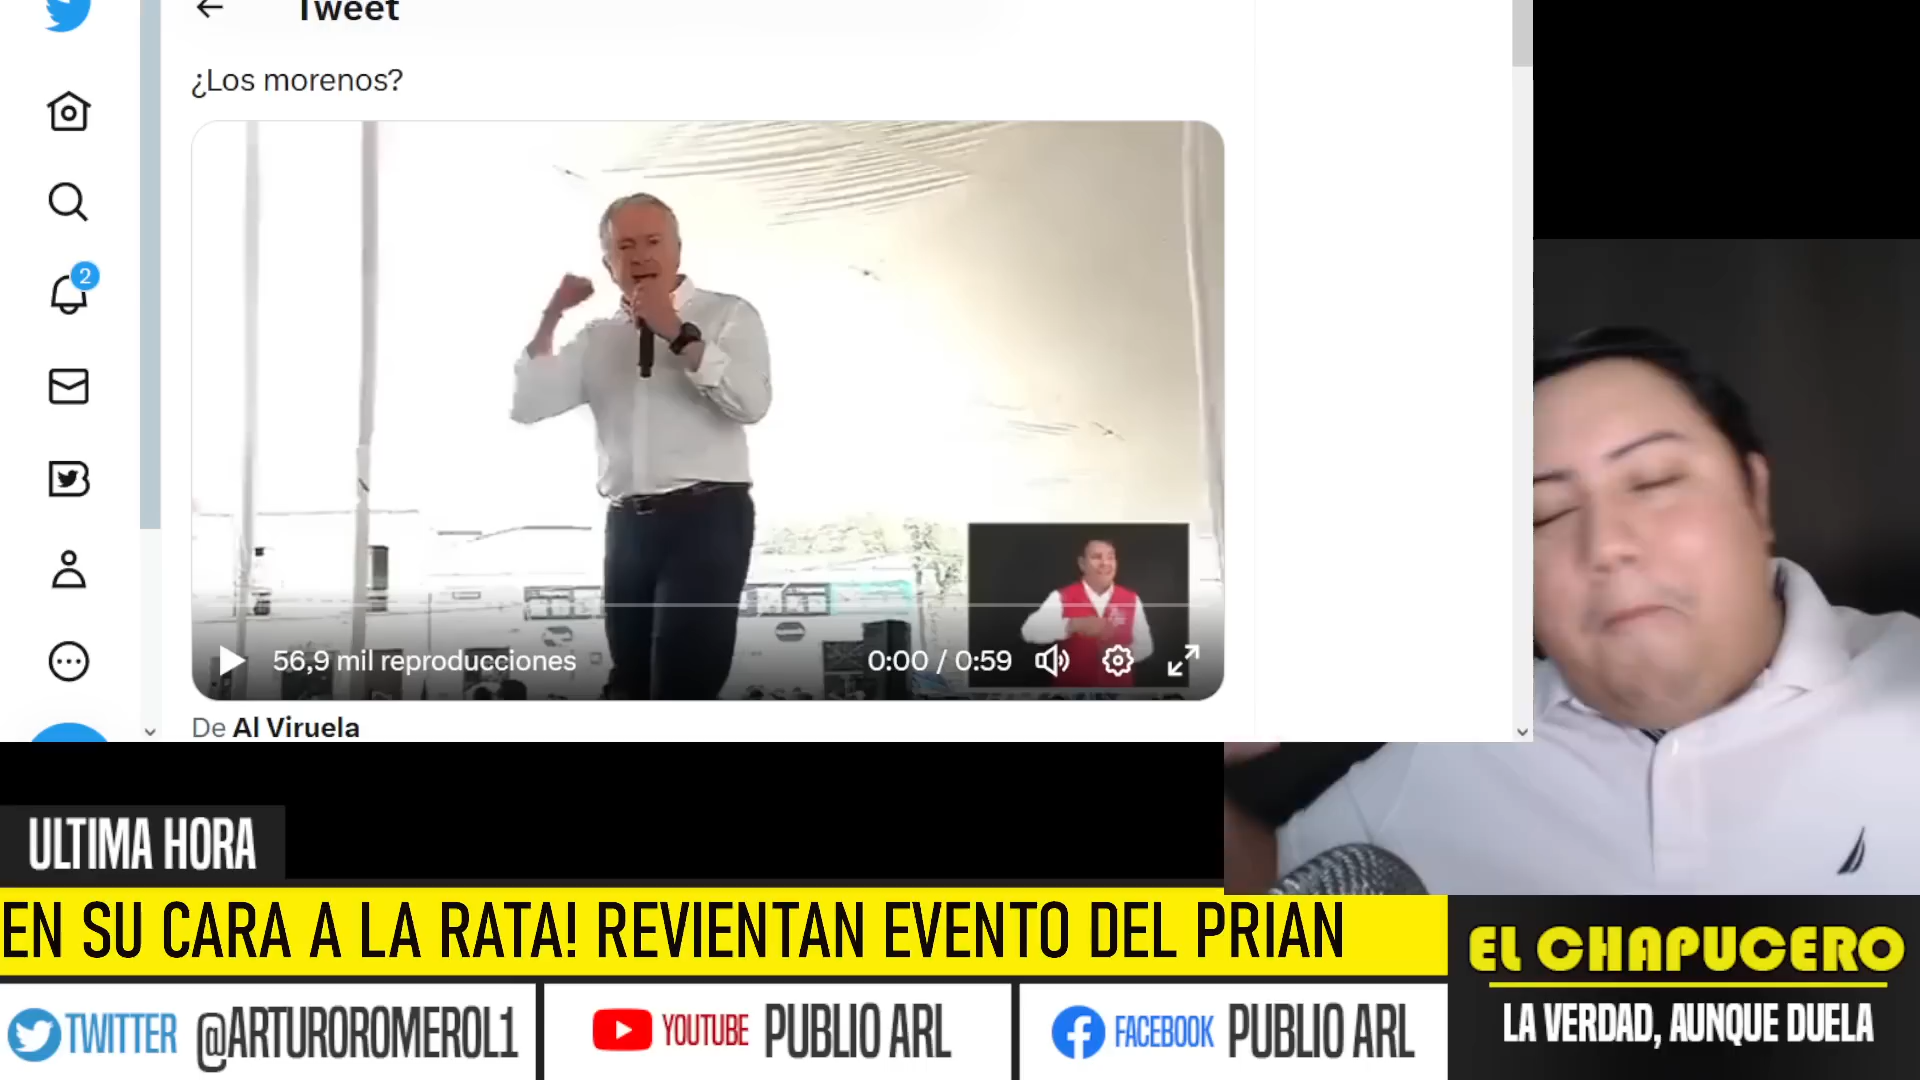 Tweet
¿Los morenos?
2
56,9 mil reproducciones
0:00 / 0:59
De Al Viruela
ULTIMA HORA
EN SU CARA A LA RATA! REVIENTAN EVENTO DEL PRIAN
EL CHAPUCERO
LA VERDAD, AUNQUE DUELA
TWITTER @ARTUROROMEROL1
YOUTUBE PUBLIO ARL
FACEBOOK PUBLIO ARL